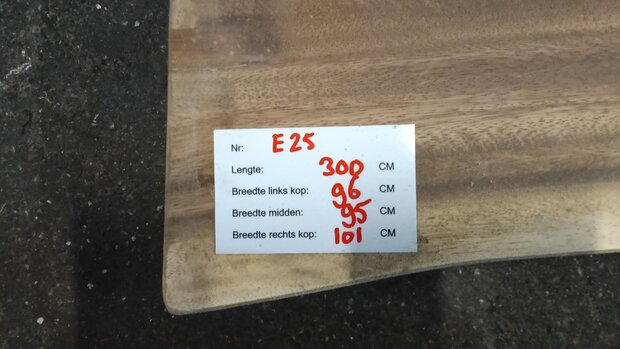 Nr: E25
Lengte: 300 CM
Breedte links kop: 96 CM
Breedte midden: 95 CM
Breedte rechts kop: 101 CM